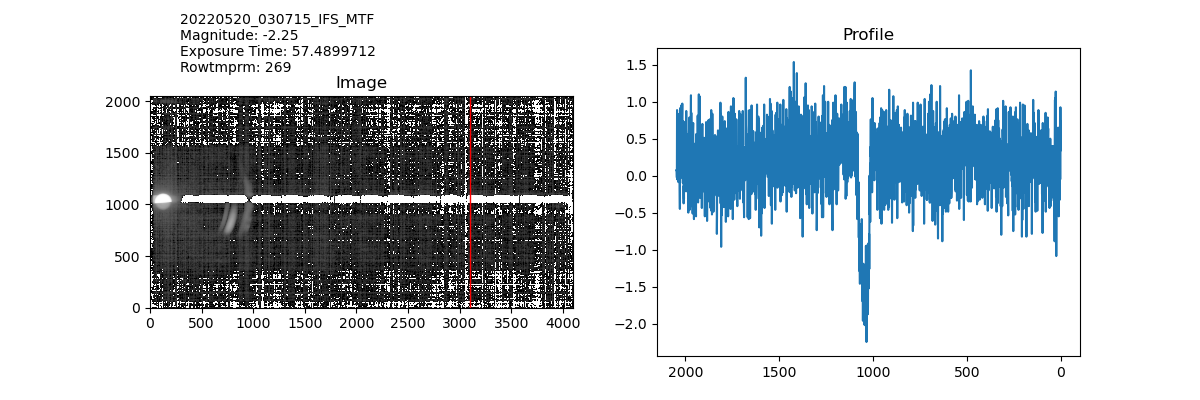 20220520_030715_IFS_MTF
Magnitude: -2.25
Exposure Time: 57.4899712
Rowtmprm: 269
Image
2000
1500
1000
500
0
0 500 1000 1500 2000 2500 3000 3500 4000
Profile
1.5
1.0
0.5
0.0
−0.5
−1.0
−1.5
−2.0
2000 1500 1000 500 0